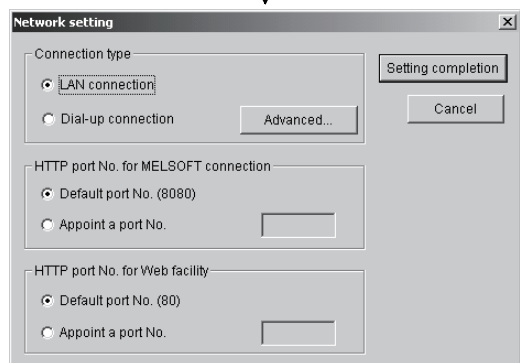 Network setting
Connection type
LAN connection
Dial-up connection
Advanced...
Setting completion
Cancel
HTTP port No. for MELSOFT connection
Default port No. (8080)
Appoint a port No.
HTTP port No. for Web facility
Default port No. (80)
Appoint a port No.